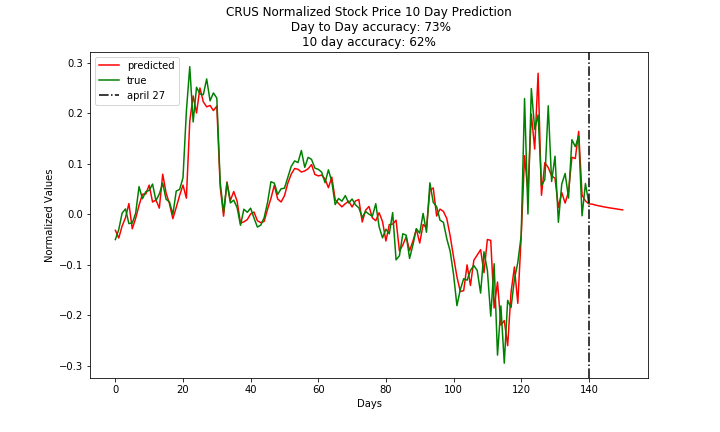 CRUS Normalized Stock Price 10 Day Prediction
Day to Day accuracy: 73%
10 day accuracy: 62%
predicted
true
april 27
Normalized Values
0.3
0.2
0.1
0.0
−0.1
−0.2
−0.3
0 20 40 60 80 100 120 140
Days